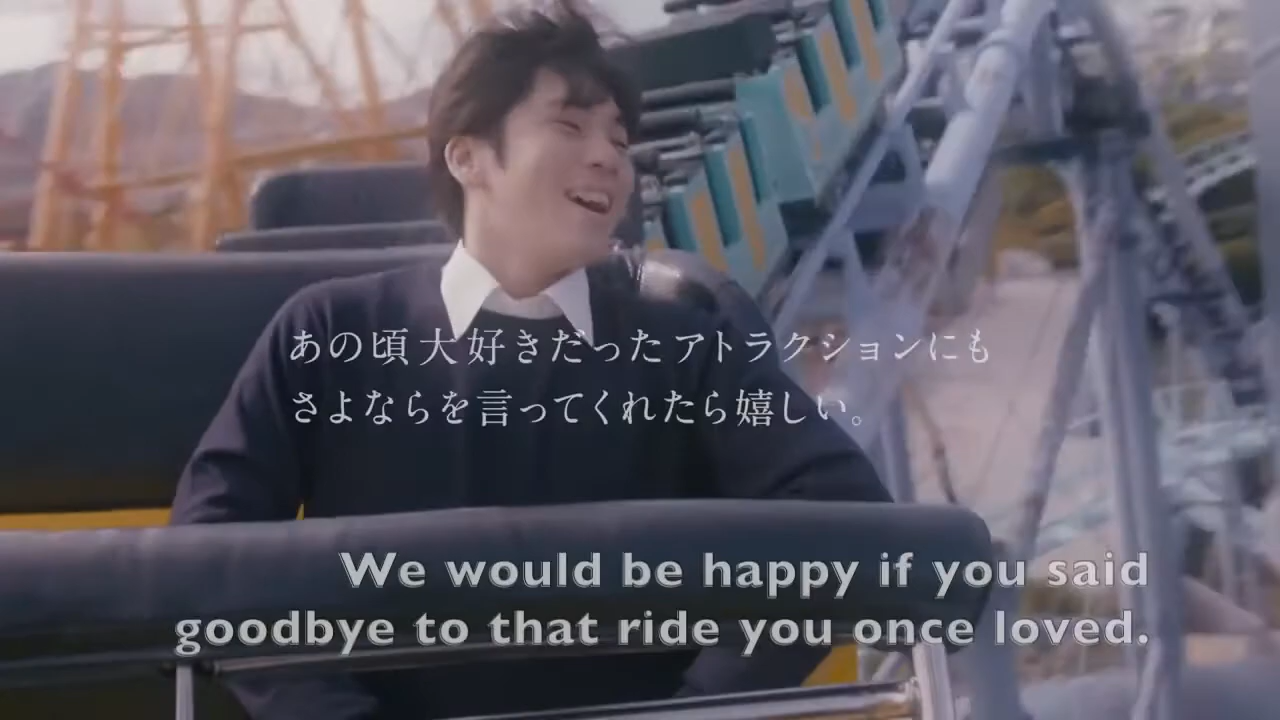 あの頃大好きだったアトラクションにも
さよならを言ってくれたら嬉しい。
We would be happy if you said
goodbye to that ride you once loved.